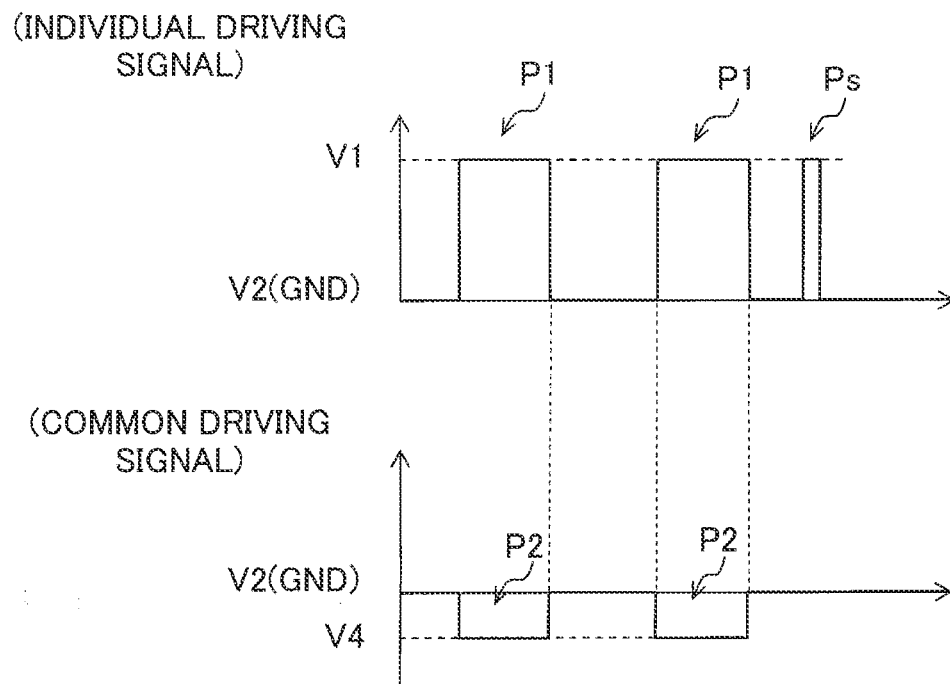 (INDIVIDUAL DRIVING
SIGNAL)
P1
P1
Ps
V1
V2(GND)
(COMMON DRIVING
SIGNAL)
P2
P2
V2(GND)
V4